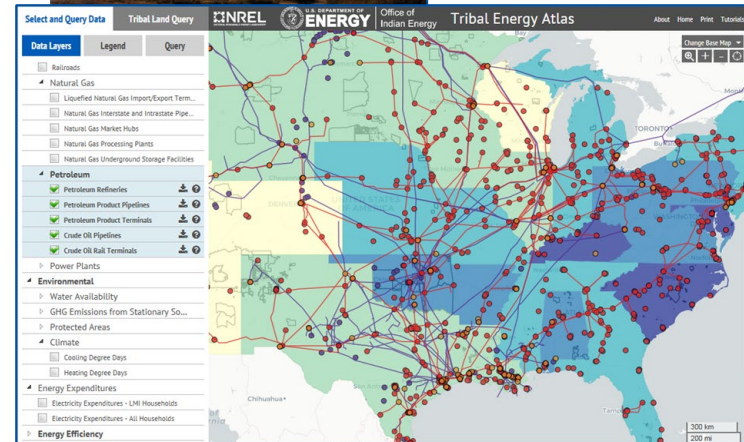 Select and Query Data
Tribal Land Query
NREL
U.S. DEPARTMENT OF
ENERGY
Office of
Indian Energy
Tribal Energy Atlas
About Home Print Tutorials
Data Layers
Legend
Query
Change Base Map
Railroads
Natural Gas
Liquefied Natural Gas Import/Export Term...
Natural Gas Interstate and Intrastate Pipe...
Natural Gas Market Hubs
Natural Gas Processing Plants
Natural Gas Underground Storage Facilities
Petroleum
Petroleum Refineries
Petroleum Product Pipelines
Petroleum Product Terminals
Crude Oil Pipelines
Crude Oil Rail Terminals
Power Plants
Environmental
Water Availability
GHG Emissions from Stationary So...
Protected Areas
Climate
Cooling Degree Days
Heating Degree Days
Energy Expenditures
Electricity Expenditures - LMI Households
Electricity Expenditures - All Households
Energy Efficiency
TORONTO
Chihuahua
300 km
200 mi